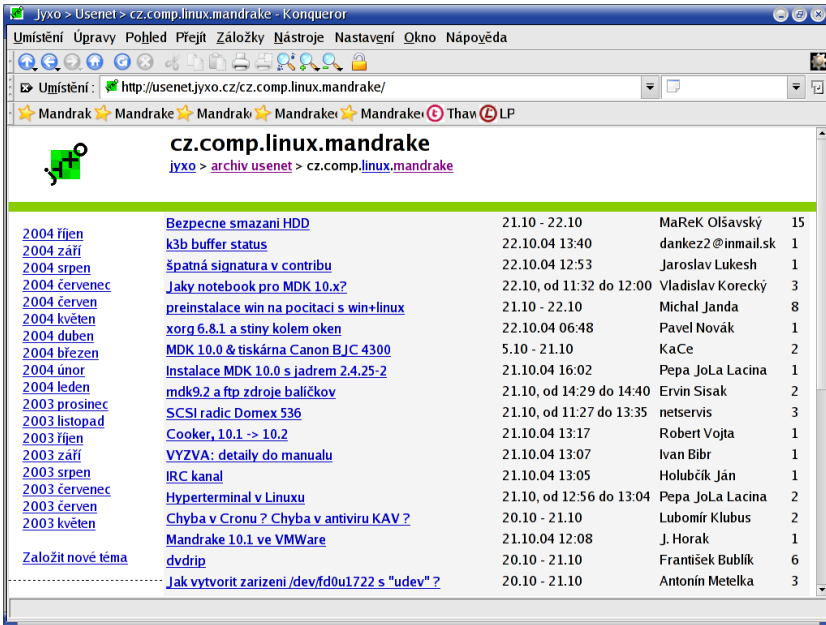 Jyxo > Usenet > cz.comp.linux.mandrake - Konqueror
Umístění Úpravy Pohled Přejít Záložky Nástroje Nastavení Okno Nápověda
Umístění : http://usenet.jyxo.cz/cz.comp.linux.mandrake/
Mandrak Mandrake Mandrak Mandrake Mandrake Thaw LP
jyxo
cz.comp.linux.mandrake
jyxo > archiv usenet > cz.comp.linux.mandrake
2004 říjen
2004 září
2004 srpen
2004 červenec
2004 červen
2004 květen
2004 duben
2004 březen
2004 únor
2004 leden
2003 prosinec
2003 listopad
2003 říjen
2003 září
2003 srpen
2003 červenec
2003 červen
2003 květen
Založit nové téma
Bezpecne smazani HDD 21.10 - 22.10 MaReK Olšavský 15
k3b buffer status 22.10.04 13:40 dankez2@inmail.sk 1
špatná signatura v contribu 22.10.04 12:53 Jaroslav Lukesh 1
Jaky notebook pro MDK 10.x? 22.10, od 11:32 do 12:00 Vladislav Korecký 3
preinstalace win na pocitaci s win+linux 21.10 - 22.10 Michal Janda 8
xorg 6.8.1 a stiny kolem oken 22.10.04 06:48 Pavel Novák 1
MDK 10.0 & tiskárna Canon BJC 4300 5.10 - 21.10 KaCe 2
Instalace MDK 10.0 s jadrem 2.4.25-2 21.10.04 16:02 Pepa JoLa Lacina 1
mdk9.2 a ftp zdroje balíčkov 21.10, od 14:29 do 14:40 Ervin Sisak 2
SCSI radic Domex 536 21.10, od 11:27 do 13:35 netservis 3
Cooker, 10.1 -> 10.2 21.10.04 13:17 Robert Vojta 1
VYZVA: detaily do manualu 21.10.04 13:07 Ivan Bibr 1
IRC kanal 21.10.04 13:05 Holubčík Ján 1
Hyperterminal v Linuxu 21.10, od 12:56 do 13:04 Pepa JoLa Lacina 2
Chyba v Cronu ? Chyba v antiviru KAV ? 20.10 - 21.10 Lubomír Klubus 2
Mandrake 10.1 ve VMWare 21.10.04 12:08 J. Horak 1
dvdrip 20.10 - 21.10 František Bublík 6
Jak vytvorit zarizeni /dev/fd0u1722 s "udev" ? 20.10 - 21.10 Antonín Metelka 3